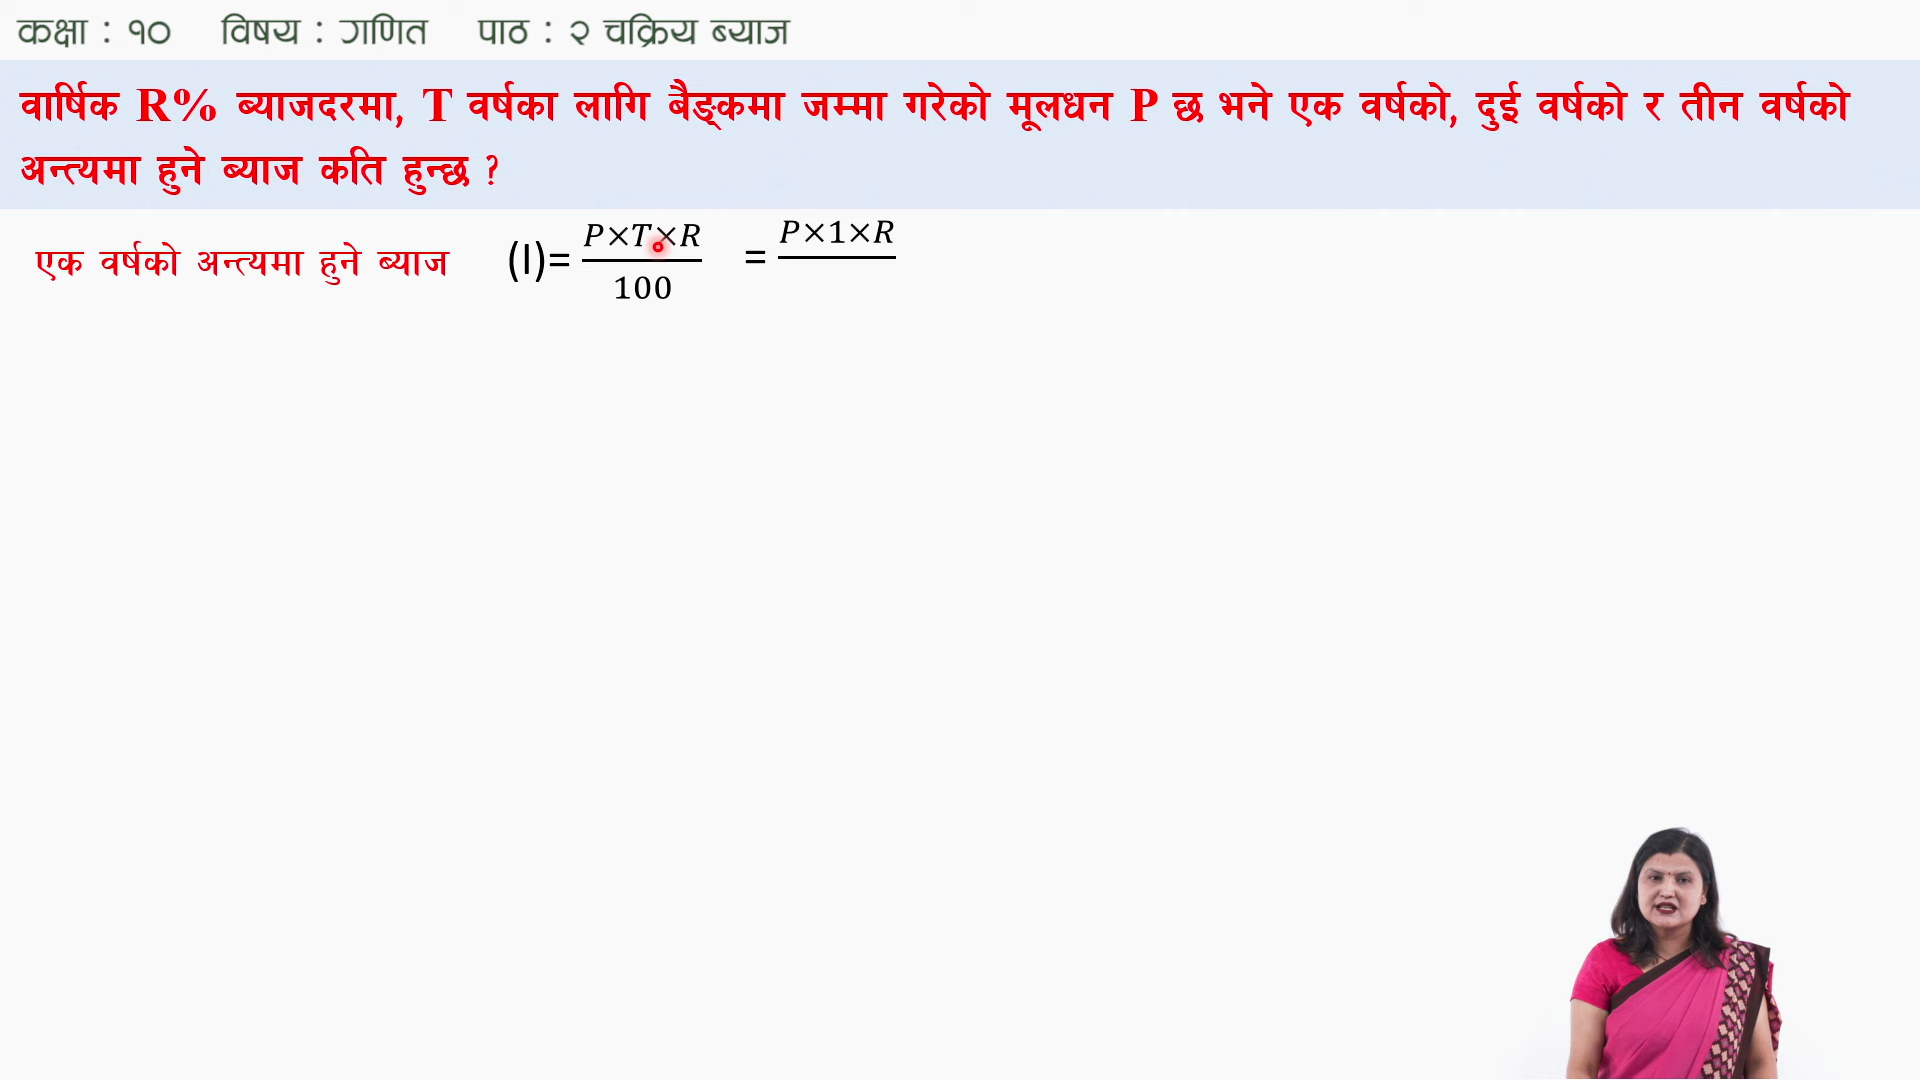 कक्षा : १० विषय : गणित पाठ : २ चक्रिय ब्याज
वार्षिक R% ब्याजदरमा, T वर्षका लागि बैङ्कमा जम्मा गरेको मूलधन P छ भने एक वर्षको, दुई वर्षको र तीन वर्षको
अन्त्यमा हुने ब्याज कति हुन्छ ?
एक वर्षको अन्त्यमा हुने ब्याज (I)= P×T×R/100 = P×1×R